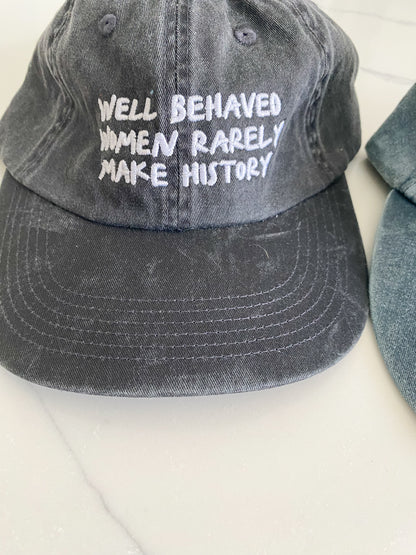 WELL BEHAVED
WOMEN RARELY
MAKE HISTORY